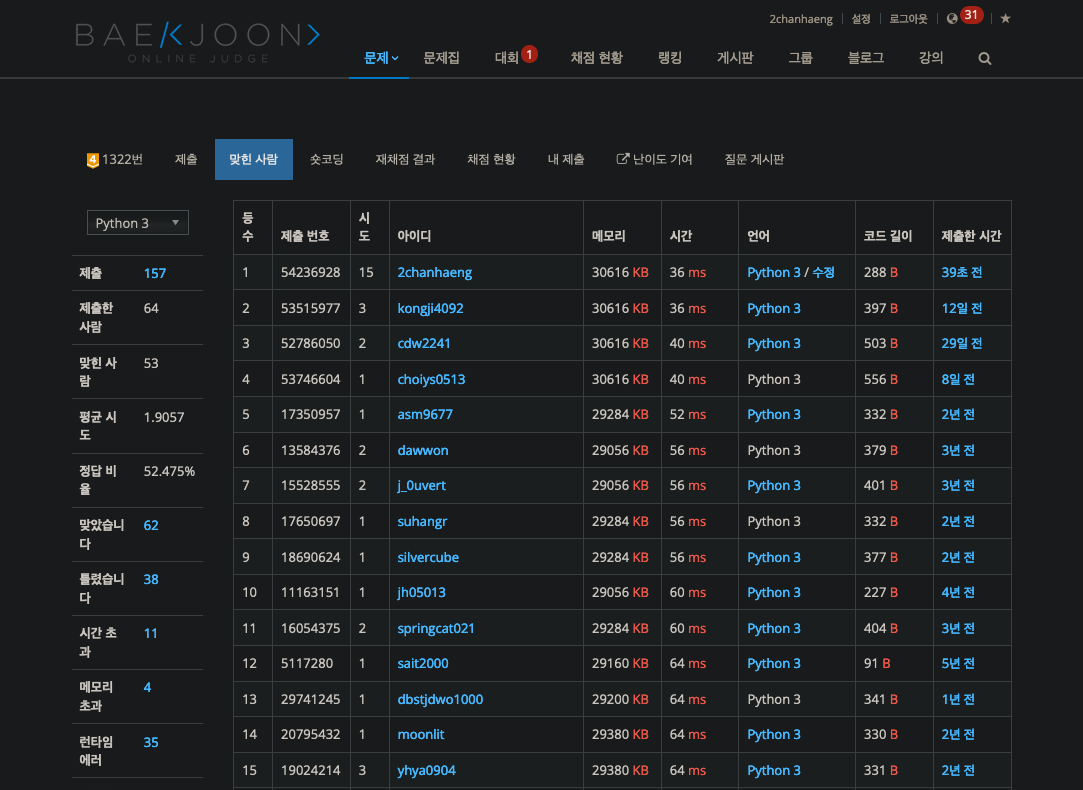 2chanhaeng 설정 로그아웃 31
BAEKJOON
ONLINE JUDGE
문제 문제집 대회 1 채점 현황 랭킹 게시판 그룹 블로그 강의
4 1322번 제출 맞힌 사람 숏코딩 재채점 결과 채점 현황 내 제출 난이도 기여 질문 게시판
Python 3
제출 157
제출한 사람 64
맞힌 사람 53
평균 시도 1.9057
정답 비율 52.475%
맞았습니다 62
틀렸습니다 38
시간 초과 11
메모리 초과 4
런타임 에러 35
등수 제출 번호 시도 아이디 메모리 시간 언어 코드 길이 제출한 시간
1 54236928 15 2chanhaeng 30616 KB 36 ms Python 3 / 수정 288 B 39초 전
2 53515977 3 kongji4092 30616 KB 36 ms Python 3 397 B 12일 전
3 52786050 2 cdw2241 30616 KB 40 ms Python 3 503 B 29일 전
4 53746604 1 choiys0513 30616 KB 40 ms Python 3 556 B 8일 전
5 17350957 1 asm9677 29284 KB 52 ms Python 3 332 B 2년 전
6 13584376 2 dawwon 29056 KB 56 ms Python 3 379 B 3년 전
7 15528555 2 j_0uvert 29056 KB 56 ms Python 3 401 B 3년 전
8 17650697 1 suhangr 29284 KB 56 ms Python 3 332 B 2년 전
9 18690624 1 silvercube 29284 KB 56 ms Python 3 377 B 2년 전
10 11163151 1 jh05013 29056 KB 60 ms Python 3 227 B 4년 전
11 16054375 2 springcat021 29284 KB 60 ms Python 3 404 B 3년 전
12 5117280 1 sait2000 29160 KB 64 ms Python 3 91 B 5년 전
13 29741245 1 dbstjdwo1000 29200 KB 64 ms Python 3 341 B 1년 전
14 20795432 1 moonlit 29380 KB 64 ms Python 3 330 B 2년 전
15 19024214 3 yhya0904 29380 KB 64 ms Python 3 331 B 2년 전